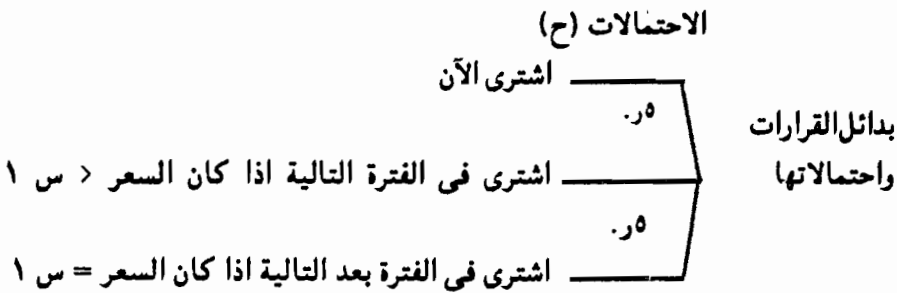 الاحتمالات (ح)
اشترى الآن
٥ر.
بدائل القرارات
واحتمالاتها
اشترى فى الفترة التالية اذا كان السعر > س ١
٥ر.
اشترى فى الفترة بعد التالية اذا كان السعر = س ١